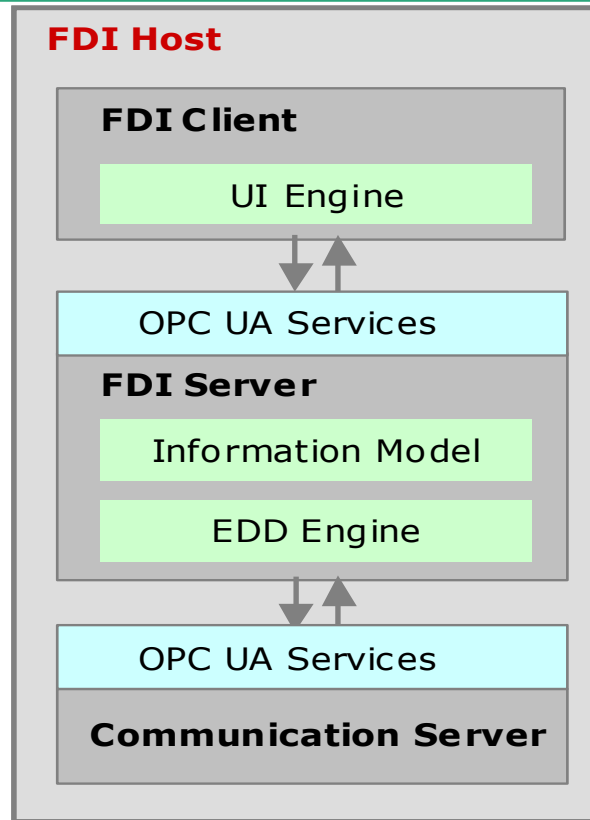 FDI Host
FDI Client
UI Engine
OPC UA Services
FDI Server
Information Model
EDD Engine
OPC UA Services
Communication Server